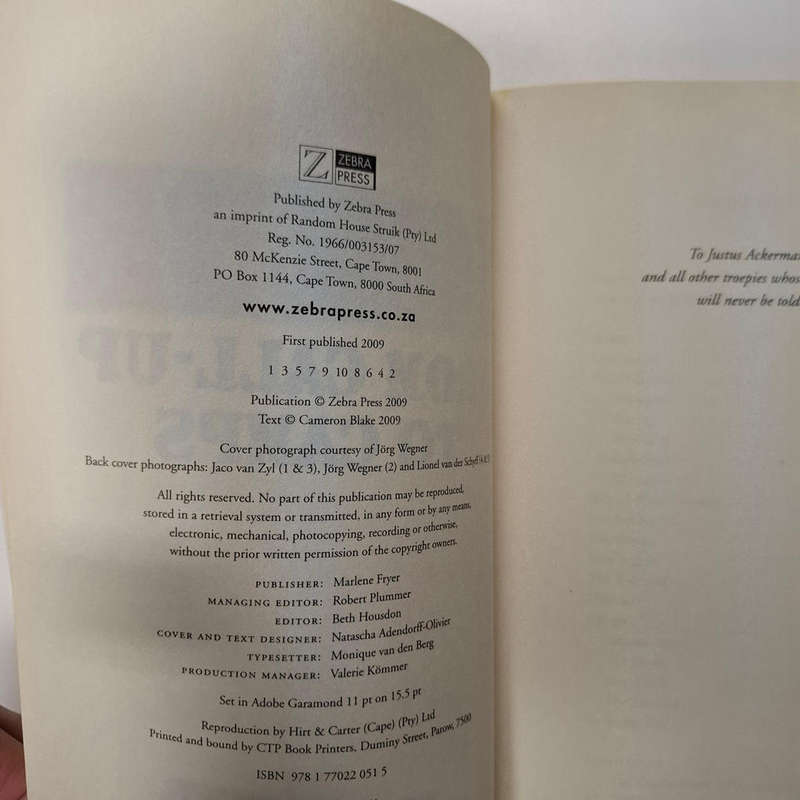 Z ZEBRA
PRESS
Published by Zebra Press
an imprint of Random House Struik (Pty) Ltd
Reg. No. 1966/003153/07
80 McKenzie Street, Cape Town, 8001
PO Box 1144, Cape Town, 8000 South Africa
www.zebrapress.co.za
First published 2009
1 3 5 7 9 10 8 6 4 2
Publication © Zebra Press 2009
Text © Cameron Blake 2009
Cover photograph courtesy of Jörg Wegner
Back cover photographs: Jaco van Zyl (1 & 3), Jörg Wegner (2) and Lionel van der Schyff
All rights reserved. No part of this publication may be reproduced,
stored in a retrieval system or transmitted, in any form or by any means,
electronic, mechanical, photocopying, recording or otherwise,
without the prior written permission of the copyright owners.
PUBLISHER: Marlene Fryer
MANAGING EDITOR: Robert Plummer
EDITOR: Beth Housdon
COVER AND TEXT DESIGNER: Natascha Adendorff-Olivier
TYPESETTER: Monique van den Berg
PRODUCTION MANAGER: Valerie Kömmer
Set in Adobe Garamond 11 pt on 15.5 pt
Reproduction by Hirt & Carter (Cape) (Pty) Ltd
Printed and bound by CTP Book Printers, Duminy Street, Parow, 7500
ISBN 978 1 77022 051 5
To Justus Ackerma
and all other troepies whos
will never be told